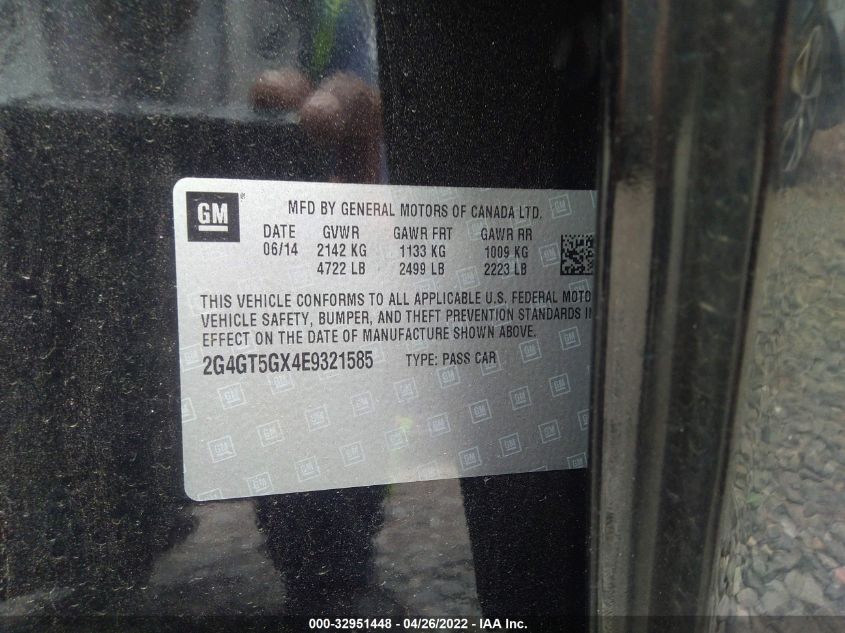 GM ®
MFD BY GENERAL MOTORS OF CANADA LTD.
DATE GVWR GAWR FRT GAWR RR
06/14 2142 KG 1133 KG 1009 KG
4722 LB 2499 LB 2223 LB
THIS VEHICLE CONFORMS TO ALL APPLICABLE U.S. FEDERAL MOTO
VEHICLE SAFETY, BUMPER, AND THEFT PREVENTION STANDARDS IN
EFFECT ON THE DATE OF MANUFACTURE SHOWN ABOVE.
2G4GT5GX4E9321585 TYPE: PASS CAR
000-32951448 - 04/26/2022 - IAA Inc.